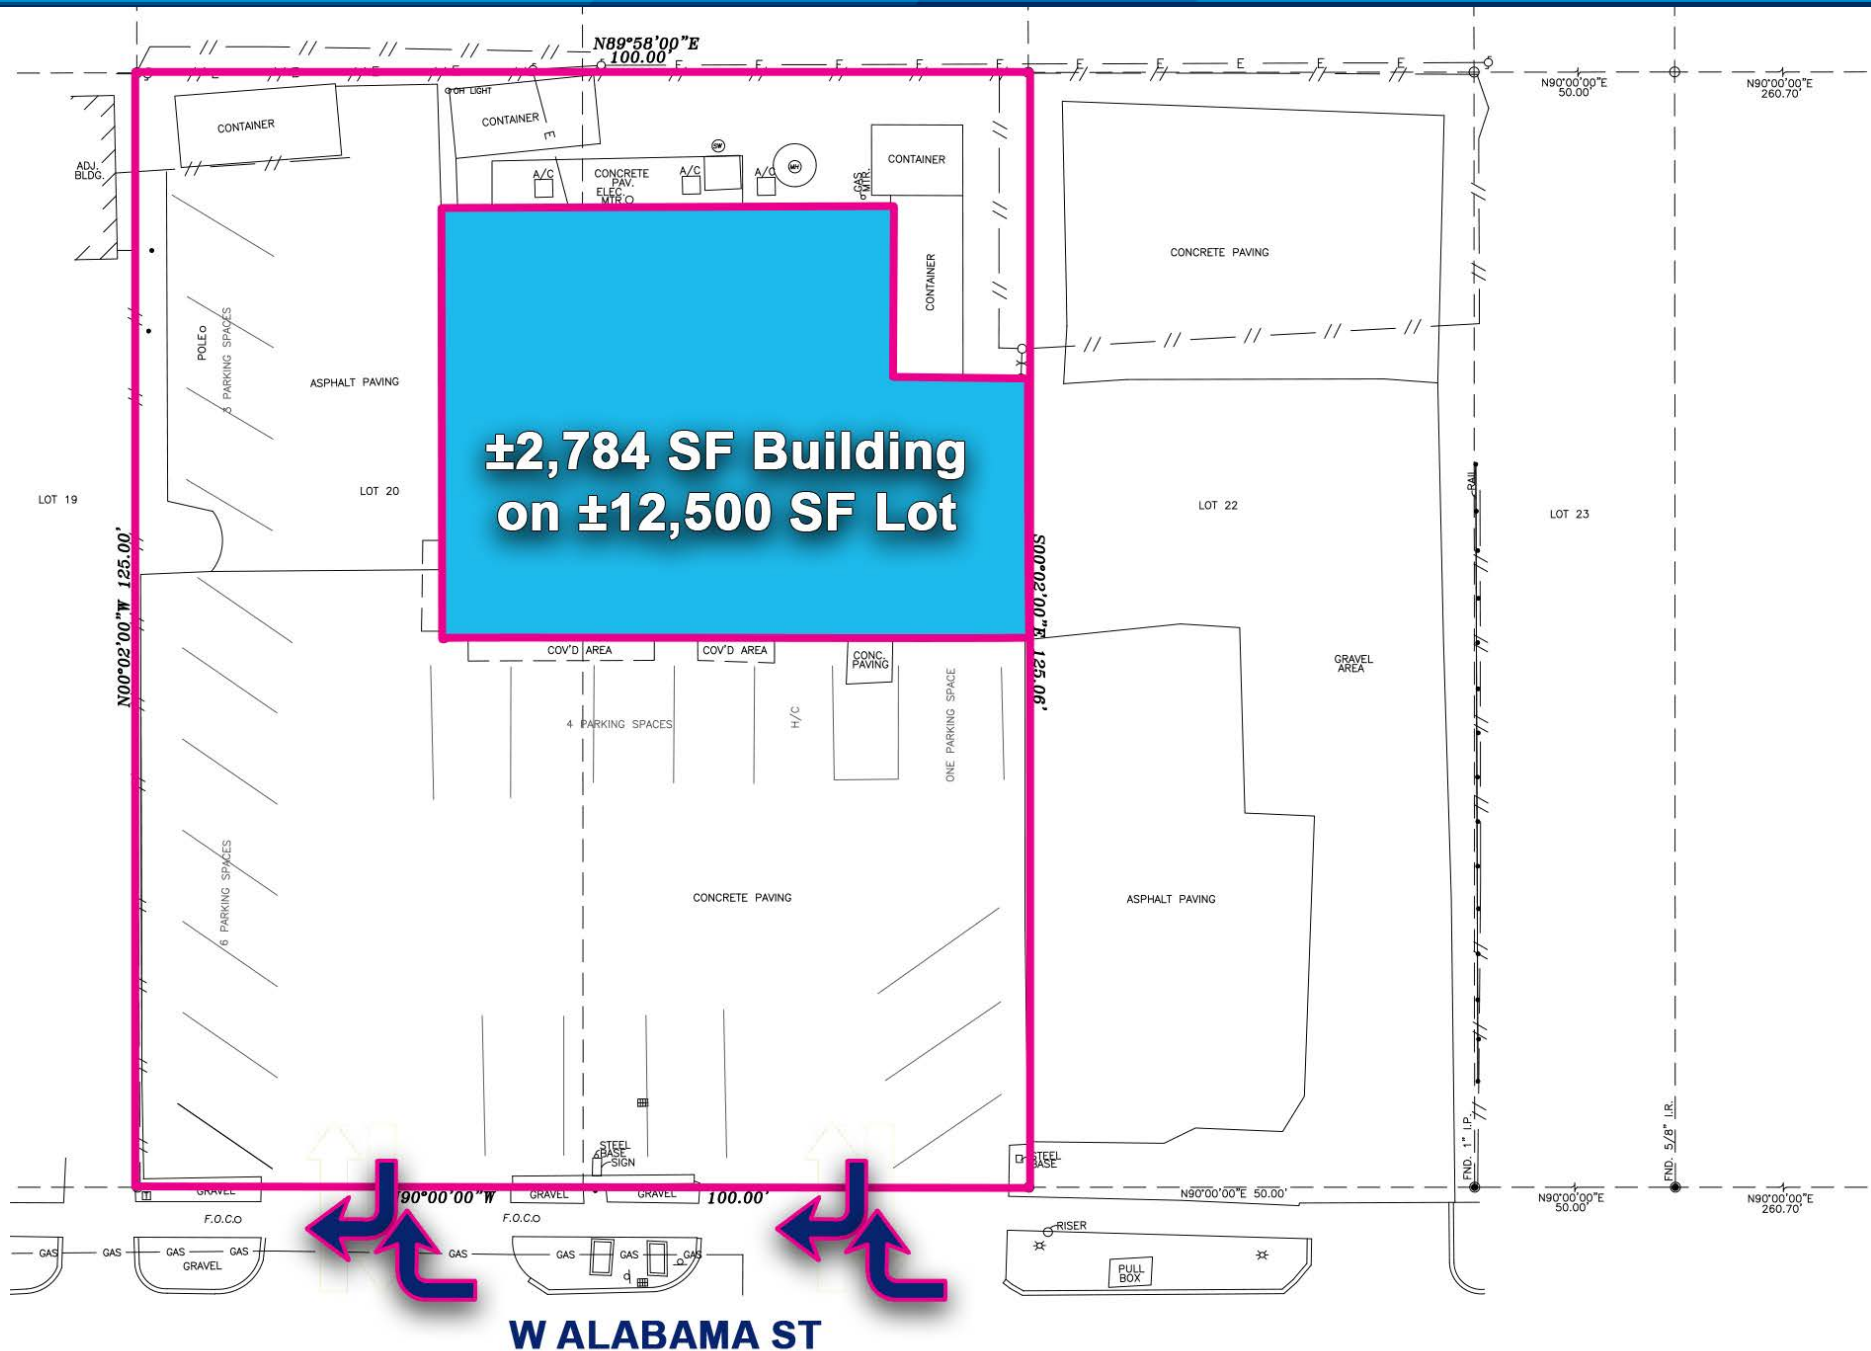 N89°58'00"E
100.00'
N90°00'00"E
50.00'
N90°00'00"E
260.70'
OH LIGHT
CONTAINER
CONTAINER
CONTAINER
ADJ.
BLDG.
A/C
CONCRETE
PAV.
ELEC.
MTR.
A/C
SW
A/C
MH
GAS
MTR.
CONTAINER
CONCRETE PAVING
POLE
3 PARKING SPACES
ASPHALT PAVING
±2,784 SF Building
on ±12,500 SF Lot
LOT 19
LOT 20
LOT 22
LOT 23
RAIL
N00°02'00"W 125.00'
S00°02'00"E 125.06'
COV'D AREA
COV'D AREA
CONC.
PAVING
GRAVEL
AREA
4 PARKING SPACES
H/C
ONE PARKING SPACE
6 PARKING SPACES
CONCRETE PAVING
ASPHALT PAVING
STEEL
BASE
SIGN
STEEL
BASE
FND. 1" I.P.
FND. 5/8" I.R.
GRAVEL
N90°00'00"W
GRAVEL
GRAVEL
100.00'
N90°00'00"E 50.00'
N90°00'00"E
50.00'
N90°00'00"E
260.70'
F.O.C.
F.O.C.
RISER
GAS
GAS
GAS
GAS
GAS
GAS
GAS
GAS
GRAVEL
PULL
BOX
W ALABAMA ST